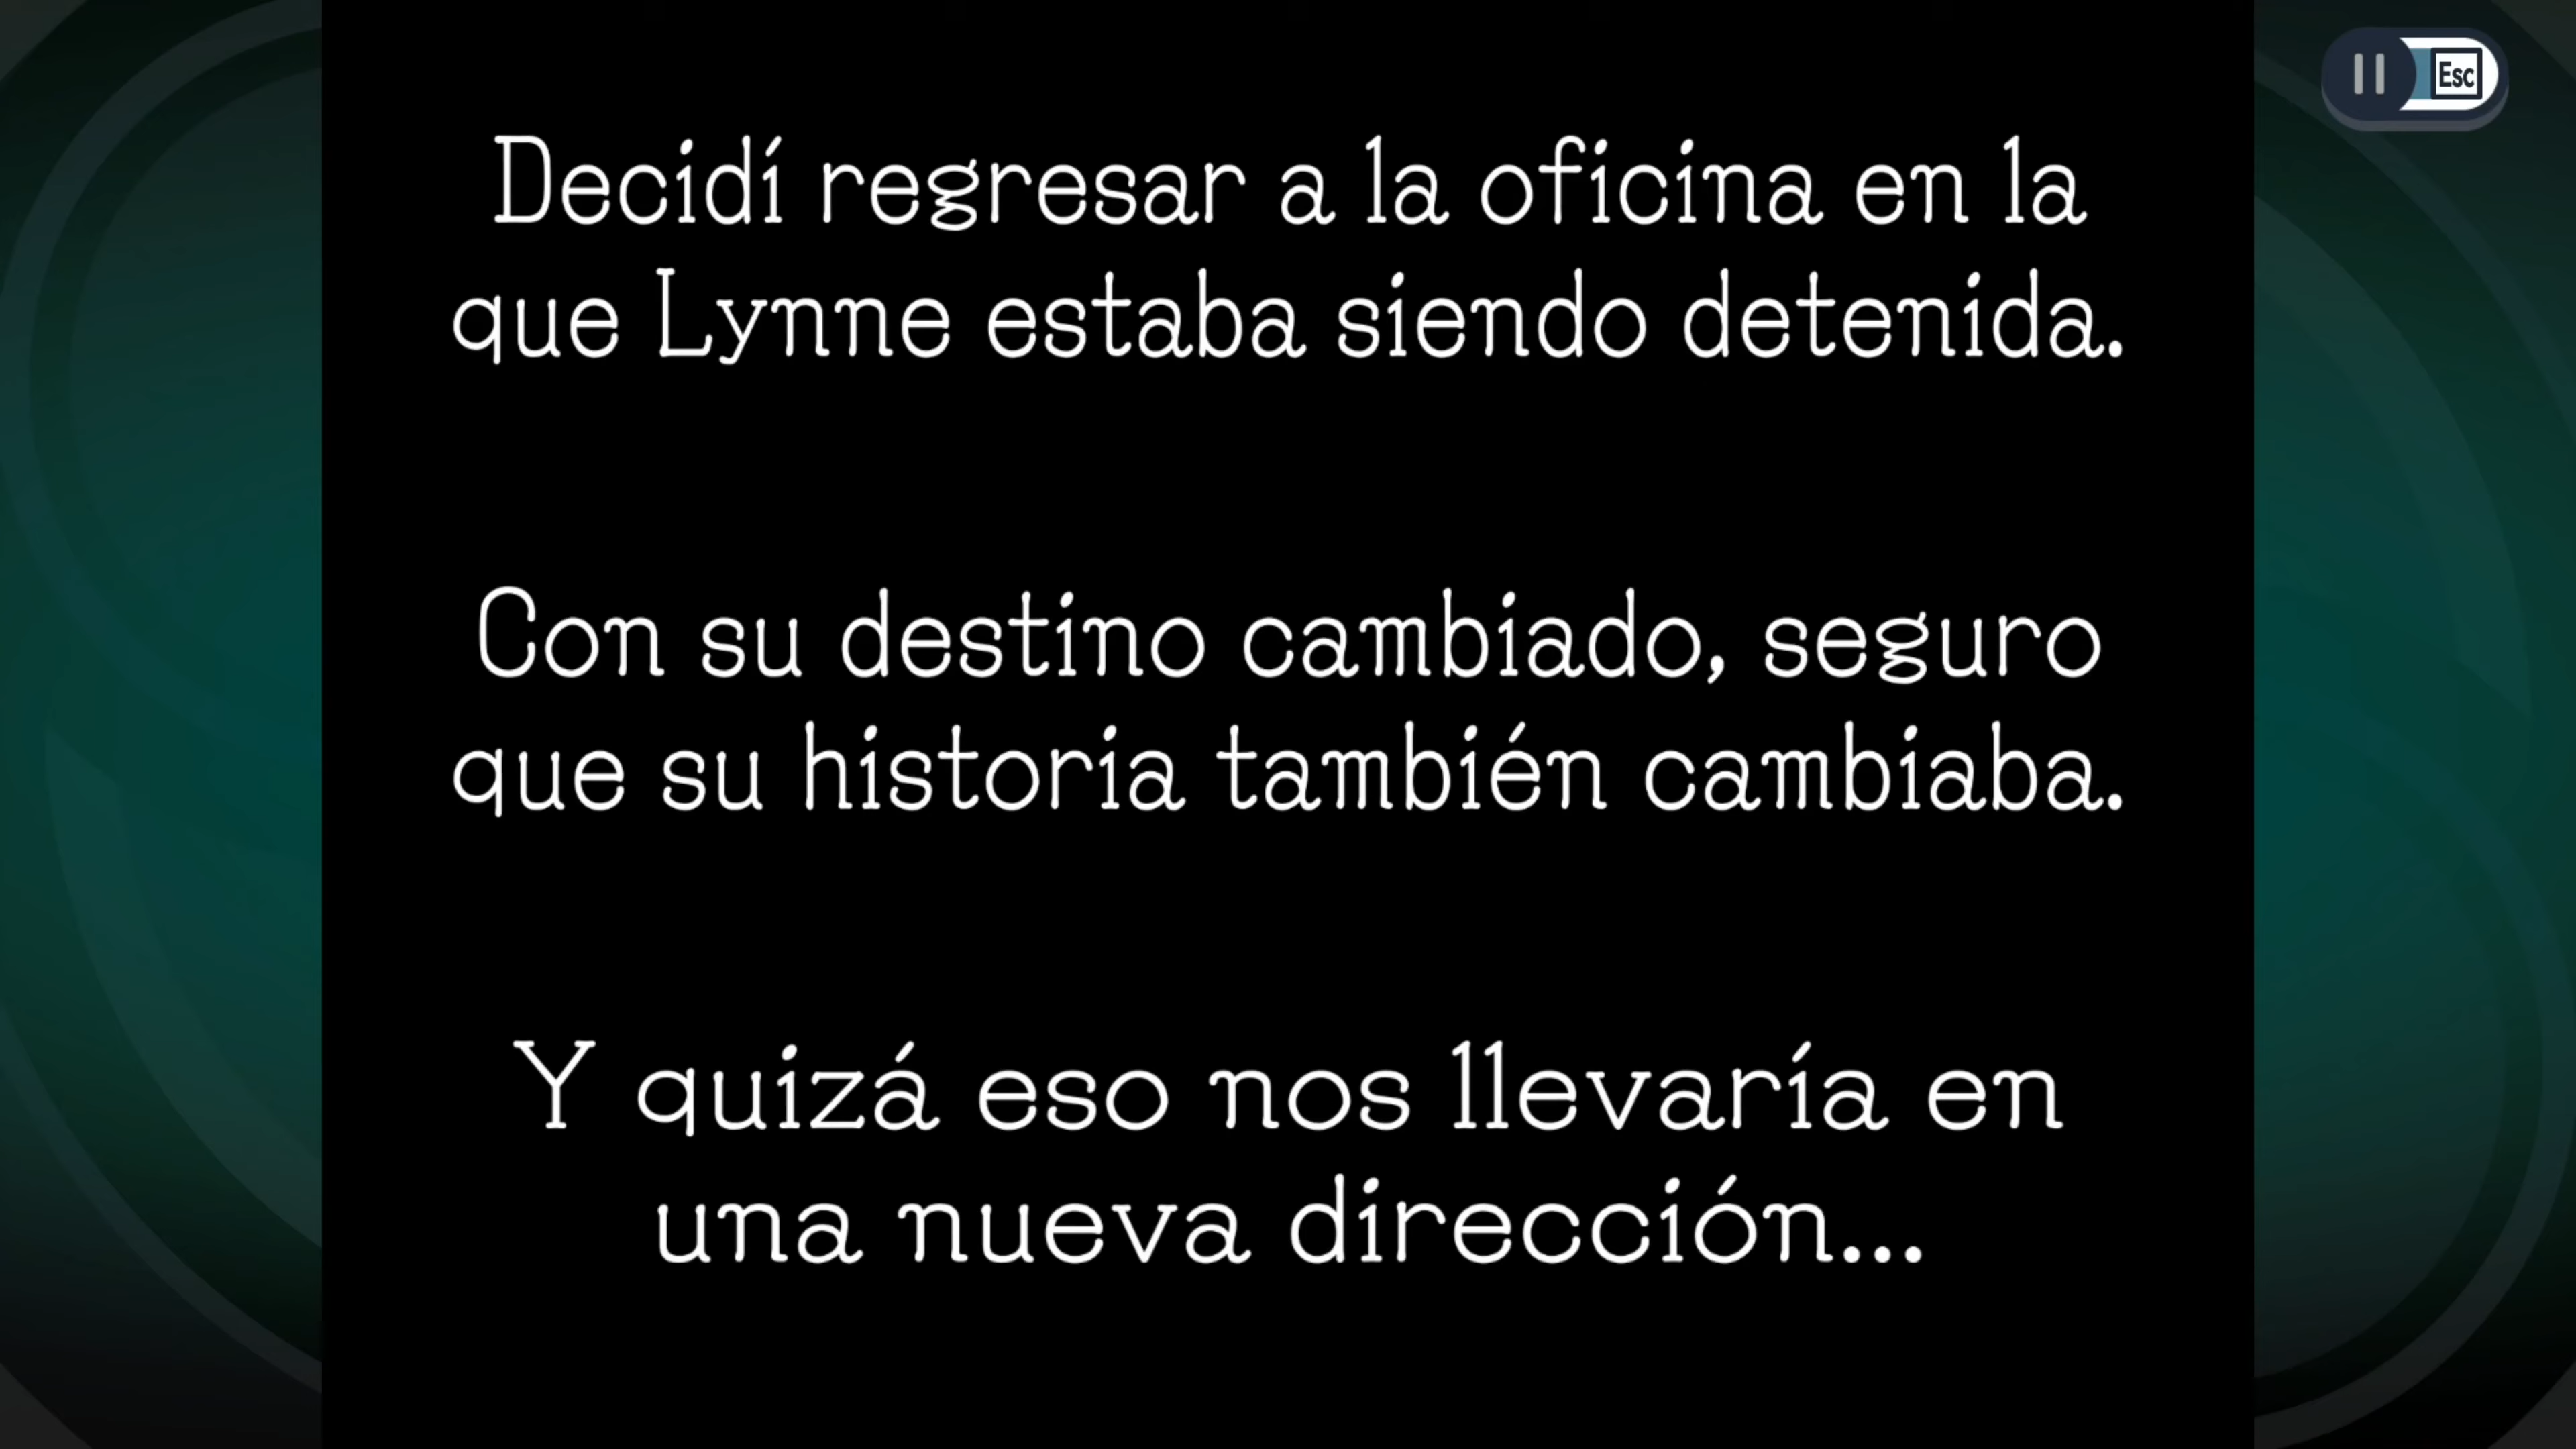 Esc
Decidí regresar a la oficina en la
que Lynne estaba siendo detenida.
Con su destino cambiado, seguro
que su historia también cambiaba.
Y quizá eso nos llevaría en
una nueva dirección...